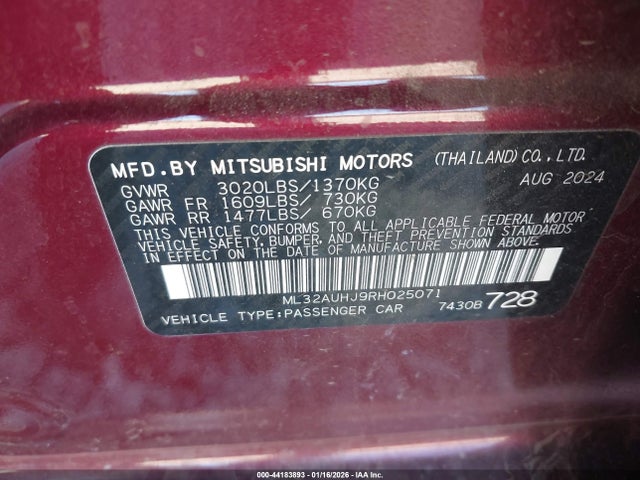 MFD.BY MITSUBISHI MOTORS (THAILAND)CO.,LTD.
GVWR 3020LBS/1370KG AUG 2024
GAWR FR 1609LBS/ 730KG
GAWR RR 1477LBS/ 670KG
THIS VEHICLE CONFORMS TO ALL APPLICABLE FEDERAL MOTOR
VEHICLE SAFETY, BUMPER, AND THEFT PREVENTION STANDARDS
IN EFFECT ON THE DATE OF MANUFACTURE SHOWN ABOVE.
ML32AUHJ9RH025071
VEHICLE TYPE:PASSENGER CAR 7430B 728
000-44183893 - 01/16/2026 - IAA Inc.